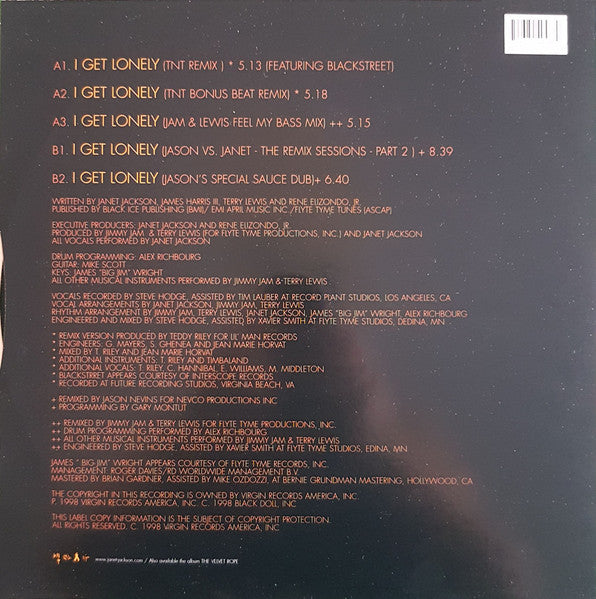 A1. I GET LONELY (TNT REMIX ) * 5.13 (FEATURING BLACKSTREET)
A2. I GET LONELY (TNT BONUS BEAT REMIX) * 5.18
A3. I GET LONELY (JAM & LEWIS FEEL MY BASS MIX) ++ 5.15
B1. I GET LONELY (JASON VS. JANET - THE REMIX SESSIONS - PART 2 ) + 8.39
B2. I GET LONELY (JASON'S SPECIAL SAUCE DUB)+ 6.40
WRITTEN BY JANET JACKSON, JAMES HARRIS III, TERRY LEWIS AND RENE ELIZONDO, JR.
PUBLISHED BY BLACK ICE PUBLISHING (BMI)/ EMI APRIL MUSIC INC./FLYTE TYME TUNES (ASCAP)
EXECUTIVE PRODUCERS: JANET JACKSON AND RENE ELIZONDO, JR.
PRODUCED BY JIMMY JAM & TERRY LEWIS (FOR FLYTE TYME PRODUCTIONS, INC.) AND JANET JACKSON
ALL VOCALS PERFORMED BY JANET JACKSON
DRUM PROGRAMMING: ALEX RICHBOURG
GUITAR: MIKE SCOTT
KEYS: JAMES "BIG JIM" WRIGHT
ALL OTHER MUSICAL INSTRUMENTS PERFORMED BY JIMMY JAM & TERRY LEWIS
VOCALS RECORDED BY STEVE HODGE, ASSISTED BY TIM LAUBER AT RECORD PLANT STUDIOS, LOS ANGELES, CA
VOCAL ARRANGEMENTS BY JANET JACKSON, JIMMY JAM, TERRY LEWIS
RHYTHM ARRANGEMENT BY JIMMY JAM, TERRY LEWIS, JANET JACKSON, JAMES "BIG JIM" WRIGHT, ALEX RICHBOURG
ENGINEERED AND MIXED BY STEVE HODGE, ASSISTED BY XAVIER SMITH AT FLYTE TYME STUDIOS, DEDINA, MN
* REMIX VERSION PRODUCED BY TEDDY RILEY FOR LIL' MAN RECORDS
* ENGINEERS: G. MAYERS, S. GHENEA AND JEAN MARIE HORVAT
* MIXED BY T. RILEY AND JEAN MARIE HORVAT
* ADDITIONAL INSTRUMENTS: T. RILEY AND TIMBALAND
* ADDITIONAL VOCALS: T. RILEY, C. HANNIBAL, E. WILLIAMS, M. MIDDLETON
* BLACKSTREET APPEARS COURTESY OF INTERSCOPE RECORDS
* RECORDED AT FUTURE RECORDING STUDIOS, VIRGINIA BEACH, VA
+ REMIXED BY JASON NEVINS FOR NEVCO PRODUCTIONS INC
+ PROGRAMMING BY GARY MONTUT
++ REMIXED BY JIMMY JAM & TERRY LEWIS FOR FLYTE TYME PRODUCTIONS, INC.
++ DRUM PROGRAMMING PERFORMED BY ALEX RICHBOURG
++ ALL OTHER MUSICAL INSTRUMENTS PERFORMED BY JIMMY JAM & TERRY LEWIS
++ ENGINEERED BY STEVE HODGE, ASSISTED BY XAVIER SMITH AT FLYTE TYME STUDIOS, EDINA, MN
JAMES " BIG JIM" WRIGHT APPEARS COURTESY OF FLYTE TYME RECORDS, INC.
MANAGEMENT: ROGER DAVIES/RD WORLDWIDE MANAGEMENT B.V.
MASTERED BY BRIAN GARDNER, ASSISTED BY MIKE OZDOZZI, AT BERNIE GRUNDMAN MASTERING, HOLLYWOOD, CA
THE COPYRIGHT IN THIS RECORDING IS OWNED BY VIRGIN RECORDS AMERICA, INC.
P. 1998 VIRGIN RECORDS AMERICA, INC. C. 1998 BLACK DOLL, INC
THIS LABEL COPY INFORMATION IS THE SUBJECT OF COPYRIGHT PROTECTION.
ALL RIGHTS RESERVED. C. 1998 VIRGIN RECORDS AMERICA, INC
www.janetjackson.com / Also available the album THE VELVET ROPE